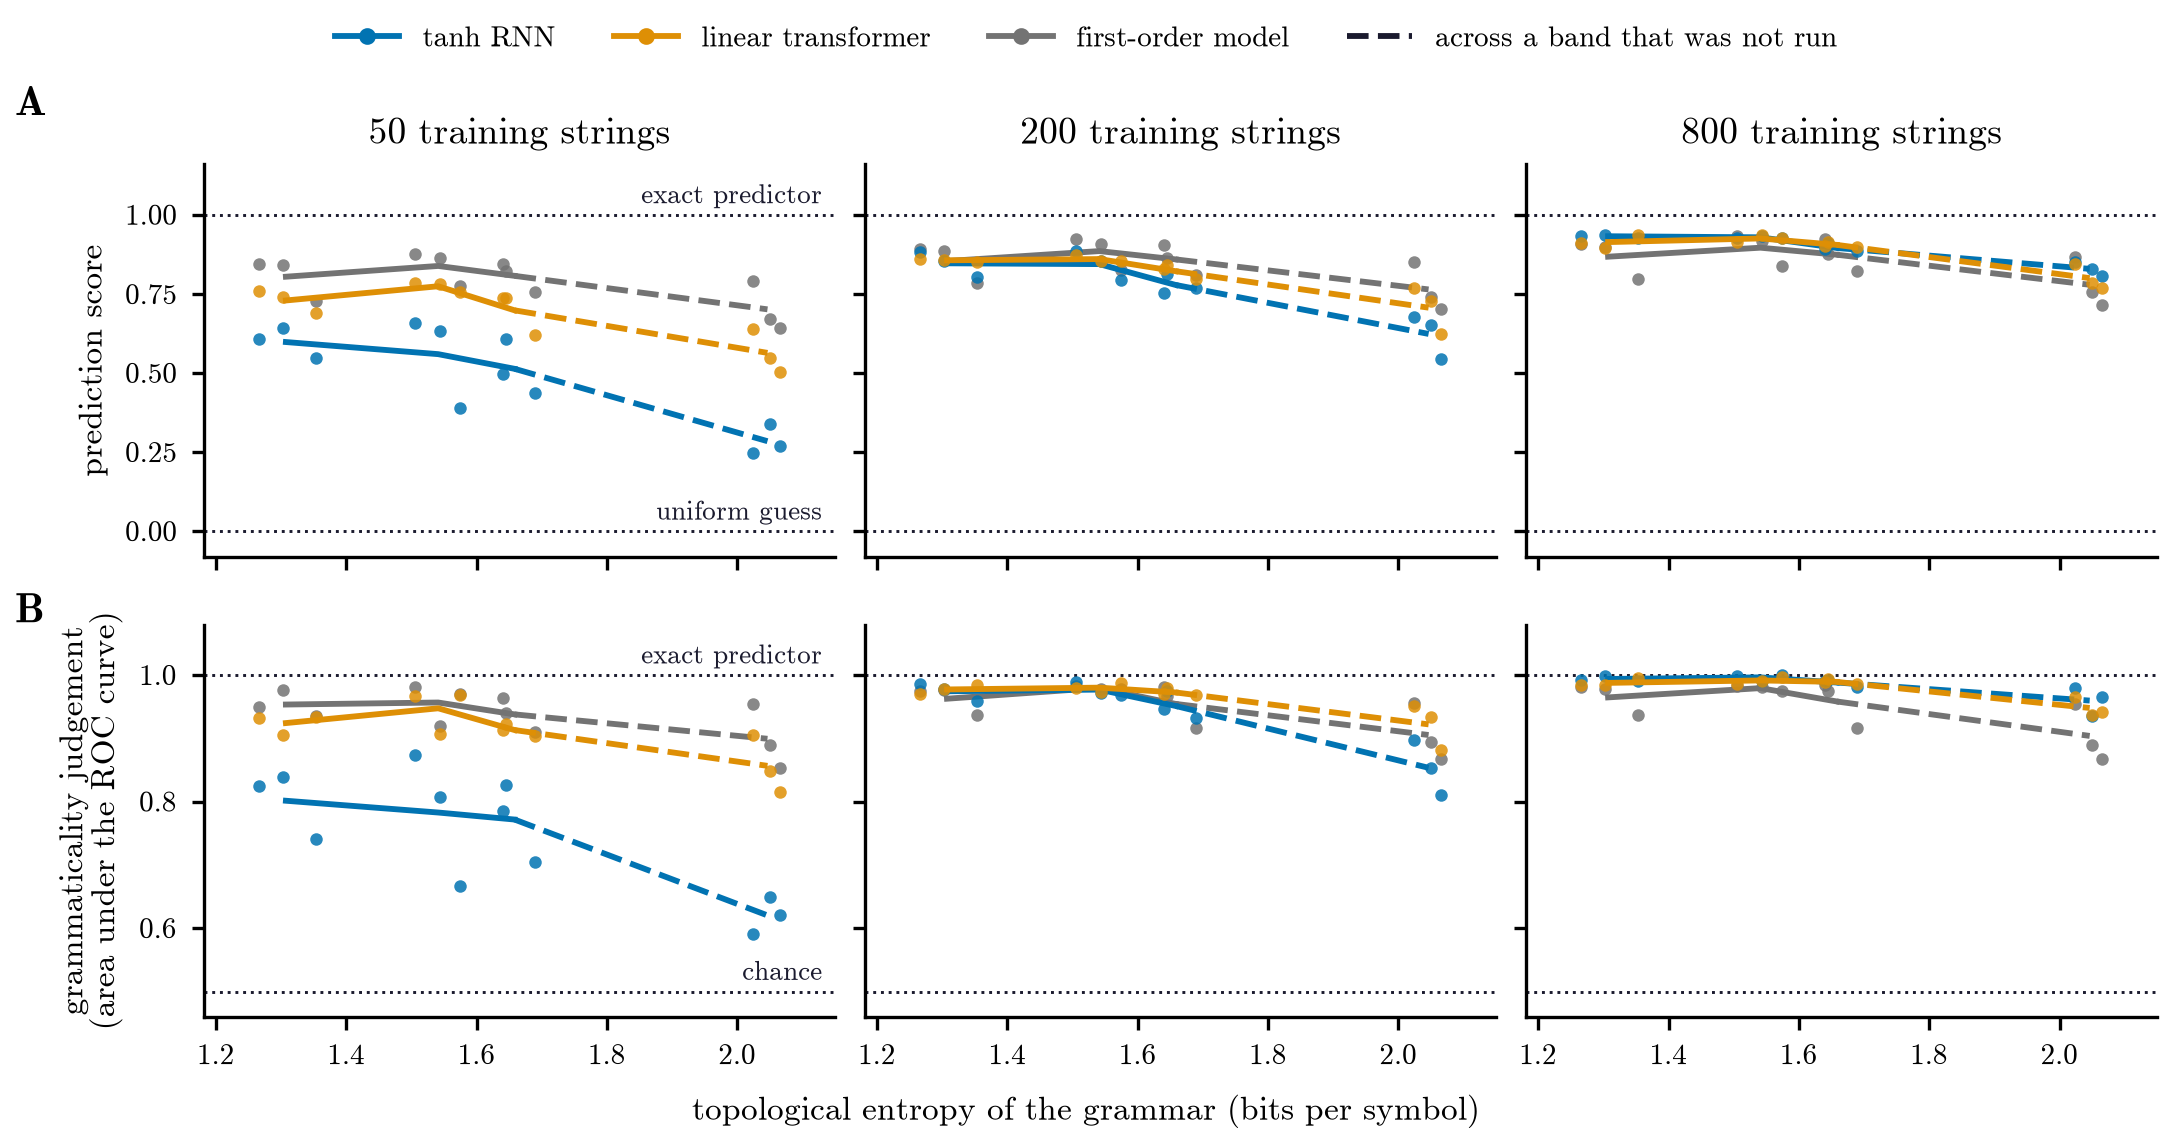 tanh RNN linear transformer first-order model across a band that was not run
A
50 training strings 200 training strings 800 training strings
exact predictor
1.00
0.75
0.50
0.25
uniform guess
0.00
prediction score
B
exact predictor
1.0
0.8
0.6
chance
grammaticality judgement
(area under the ROC curve)
1.2 1.4 1.6 1.8 2.0 1.2 1.4 1.6 1.8 2.0 1.2 1.4 1.6 1.8 2.0
topological entropy of the grammar (bits per symbol)